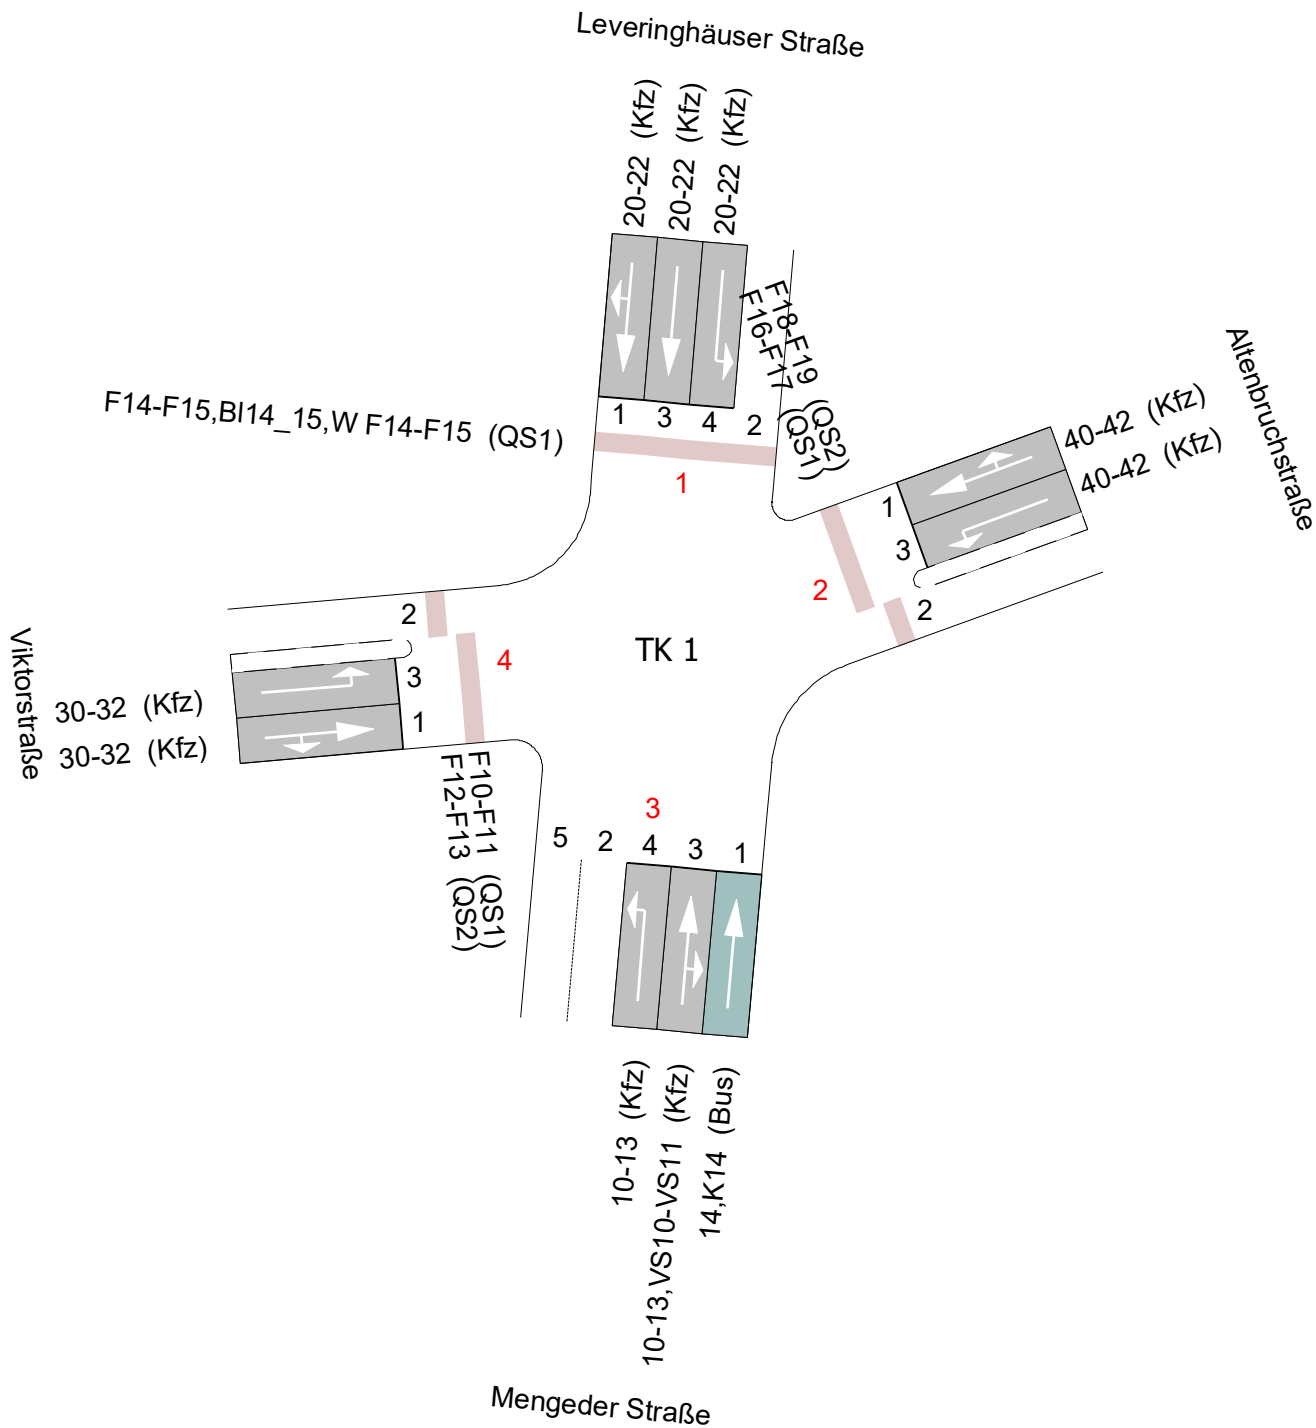 Leveringhäuser Straße
20-22 (Kfz)
20-22 (Kfz)
20-22 (Kfz)
F18-F19 (QS2)
F16-F17 (QS1)
Altenbruchstraße
40-42 (Kfz)
40-42 (Kfz)
F14-F15,BI14_15,W F14-F15 (QS1)
1 3 4 2
1
1
3
2
2
2
TK 1
4
Viktorstraße
3
1
30-32 (Kfz)
30-32 (Kfz)
F10-F11 (QS1)
F12-F13 (QS2)
3
5 2 4 3 1
10-13 (Kfz)
10-13,VS10-VS11 (Kfz)
14,K14 (Bus)
Mengeder Straße